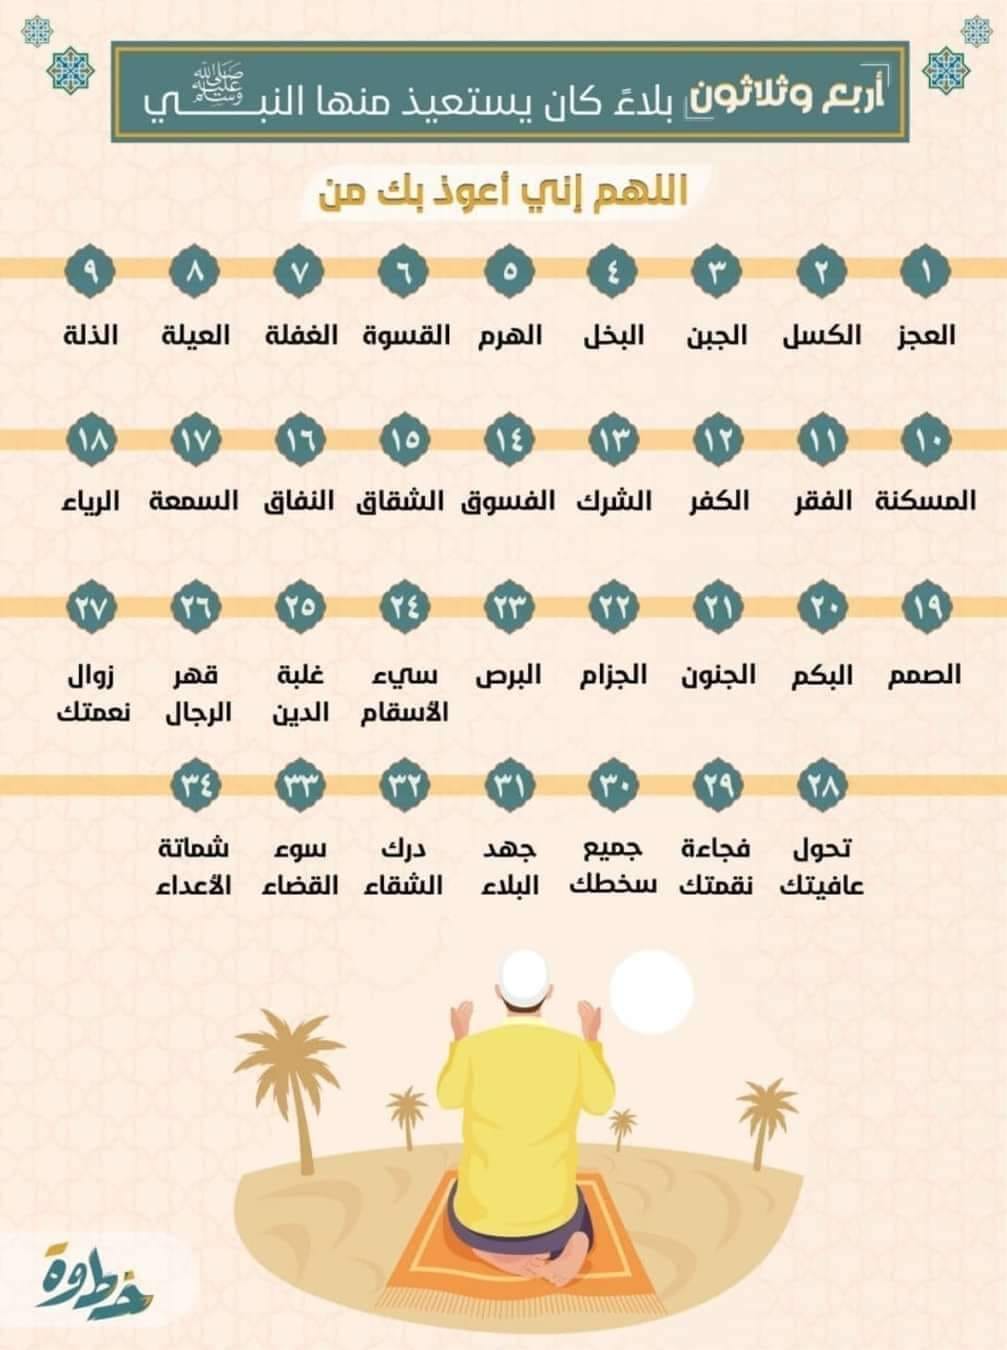 أربع وثلاثون بلاءً كان يستعيذ منها النبـــــي ﷺ
اللهم إني أعوذ بك من
١ ٢ ٣ ٤ ٥ ٦ ٧ ٨ ٩
العجز الكسل الجبن البخل الهرم القسوة الغفلة العيلة الذلة
١٠ ١١ ١٢ ١٣ ١٤ ١٥ ١٦ ١٧ ١٨
المسكنة الفقر الكفر الشرك الفسوق الشقاق النفاق السمعة الرياء
١٩ ٢٠ ٢١ ٢٢ ٢٣ ٢٤ ٢٥ ٢٦ ٢٧
الصمم البكم الجنون الجزام البرص سيء غلبة قهر زوال
الأسقام الدين الرجال نعمتك
٢٨ ٢٩ ٣٠ ٣١ ٣٢ ٣٣ ٣٤
تحول فجاءة جميع جهد درك سوء شماتة
عافيتك نقمتك سخطك البلاء الشقاء القضاء الأعداء
خطوة